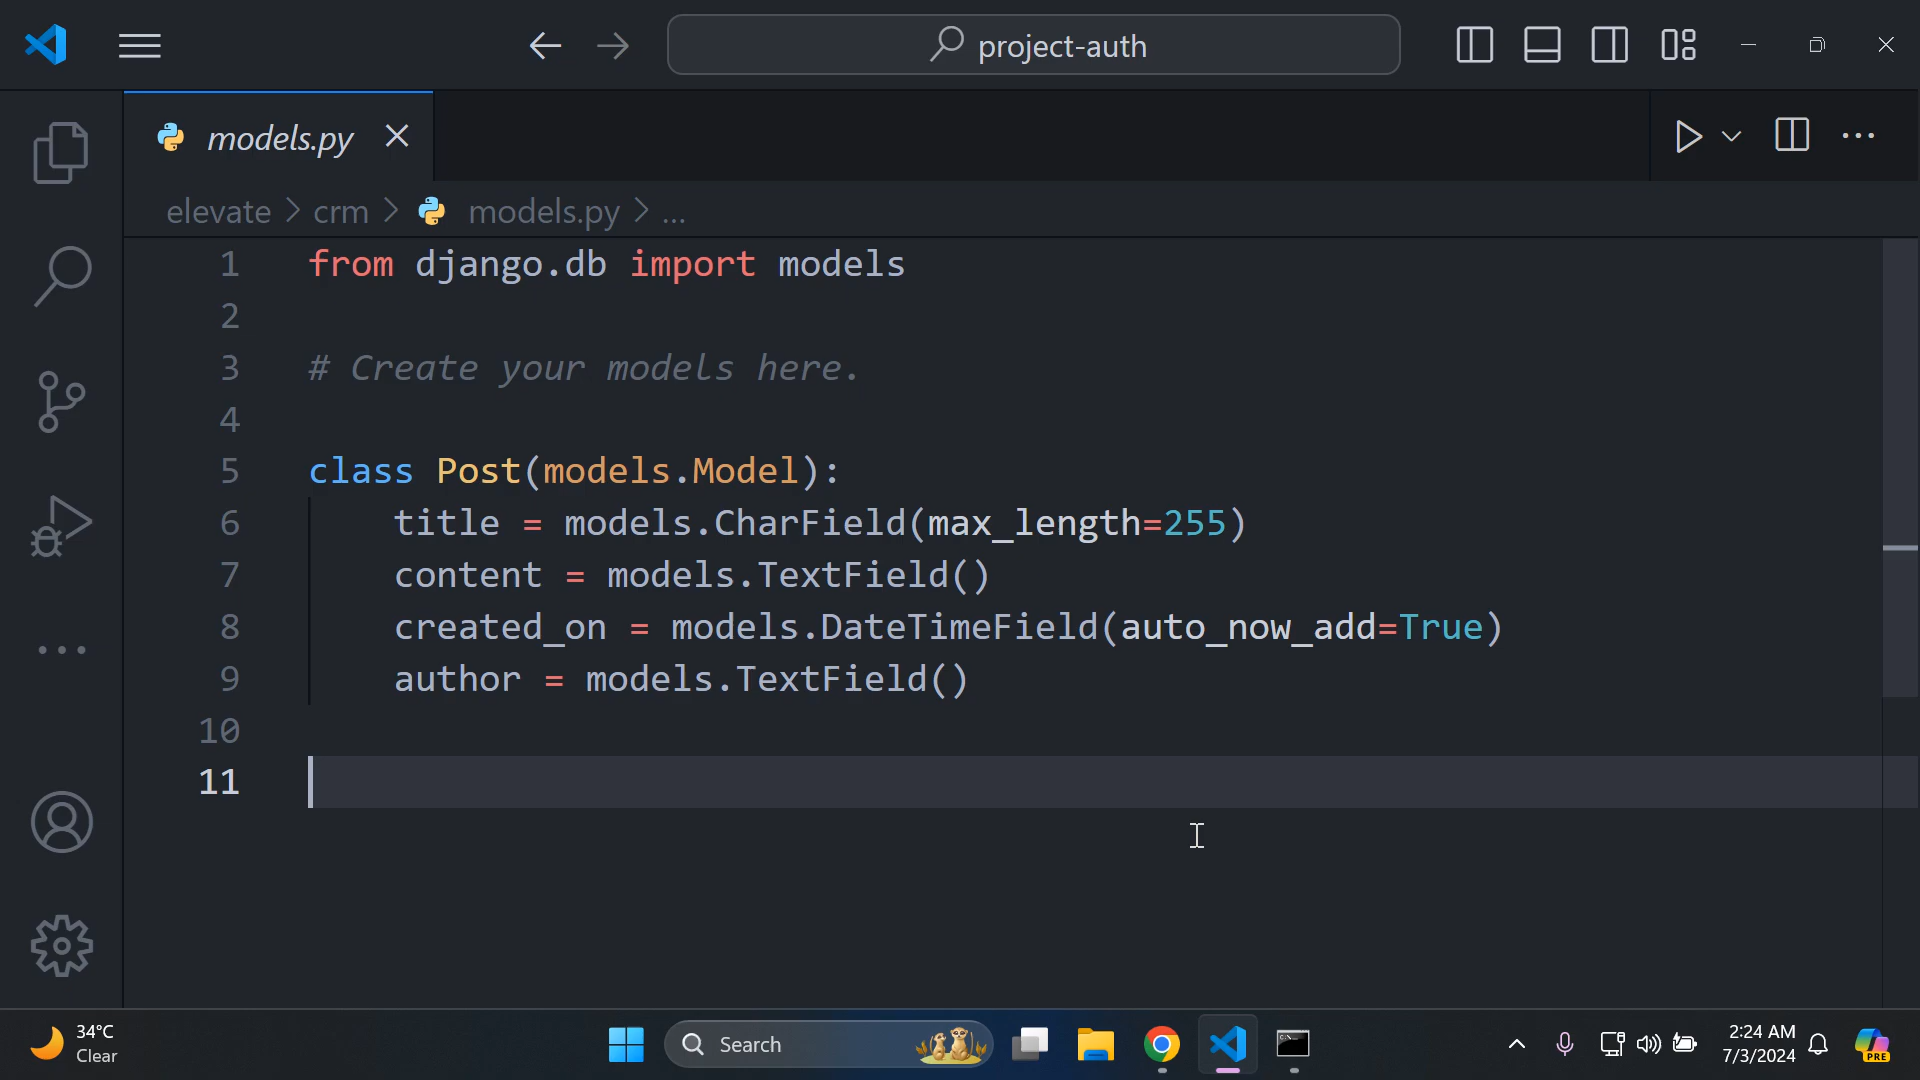 project-auth
models.py
elevate > crm > models.py > ...
1 from django.db import models
2
3 # Create your models here.
4
5 class Post(models.Model):
6     title = models.CharField(max_length=255)
7     content = models.TextField()
8     created_on = models.DateTimeField(auto_now_add=True)
9     author = models.TextField()
10
11
34°C
Clear
Search
2:24 AM
7/3/2024
PRE